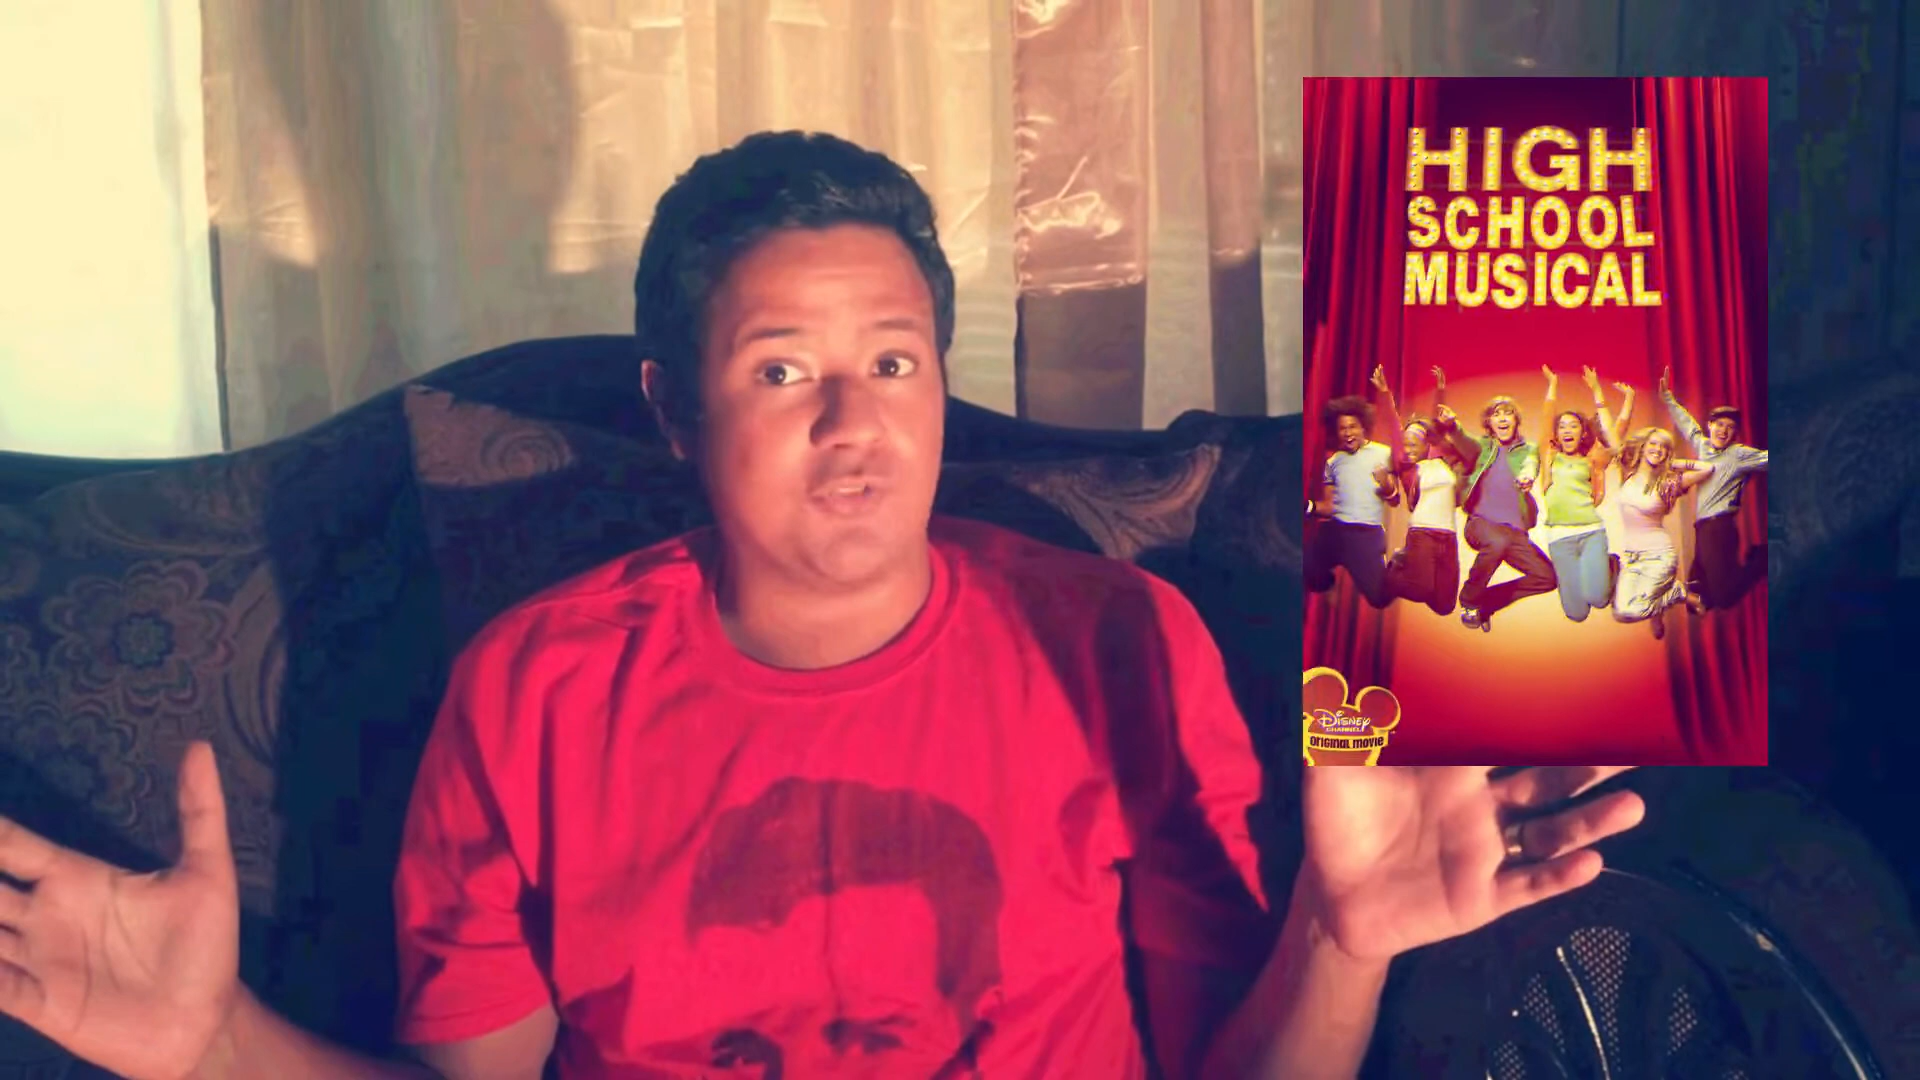 HIGH
SCHOOL
MUSICAL
DISNEY
CHANNEL
ORIGINAL MOVIE